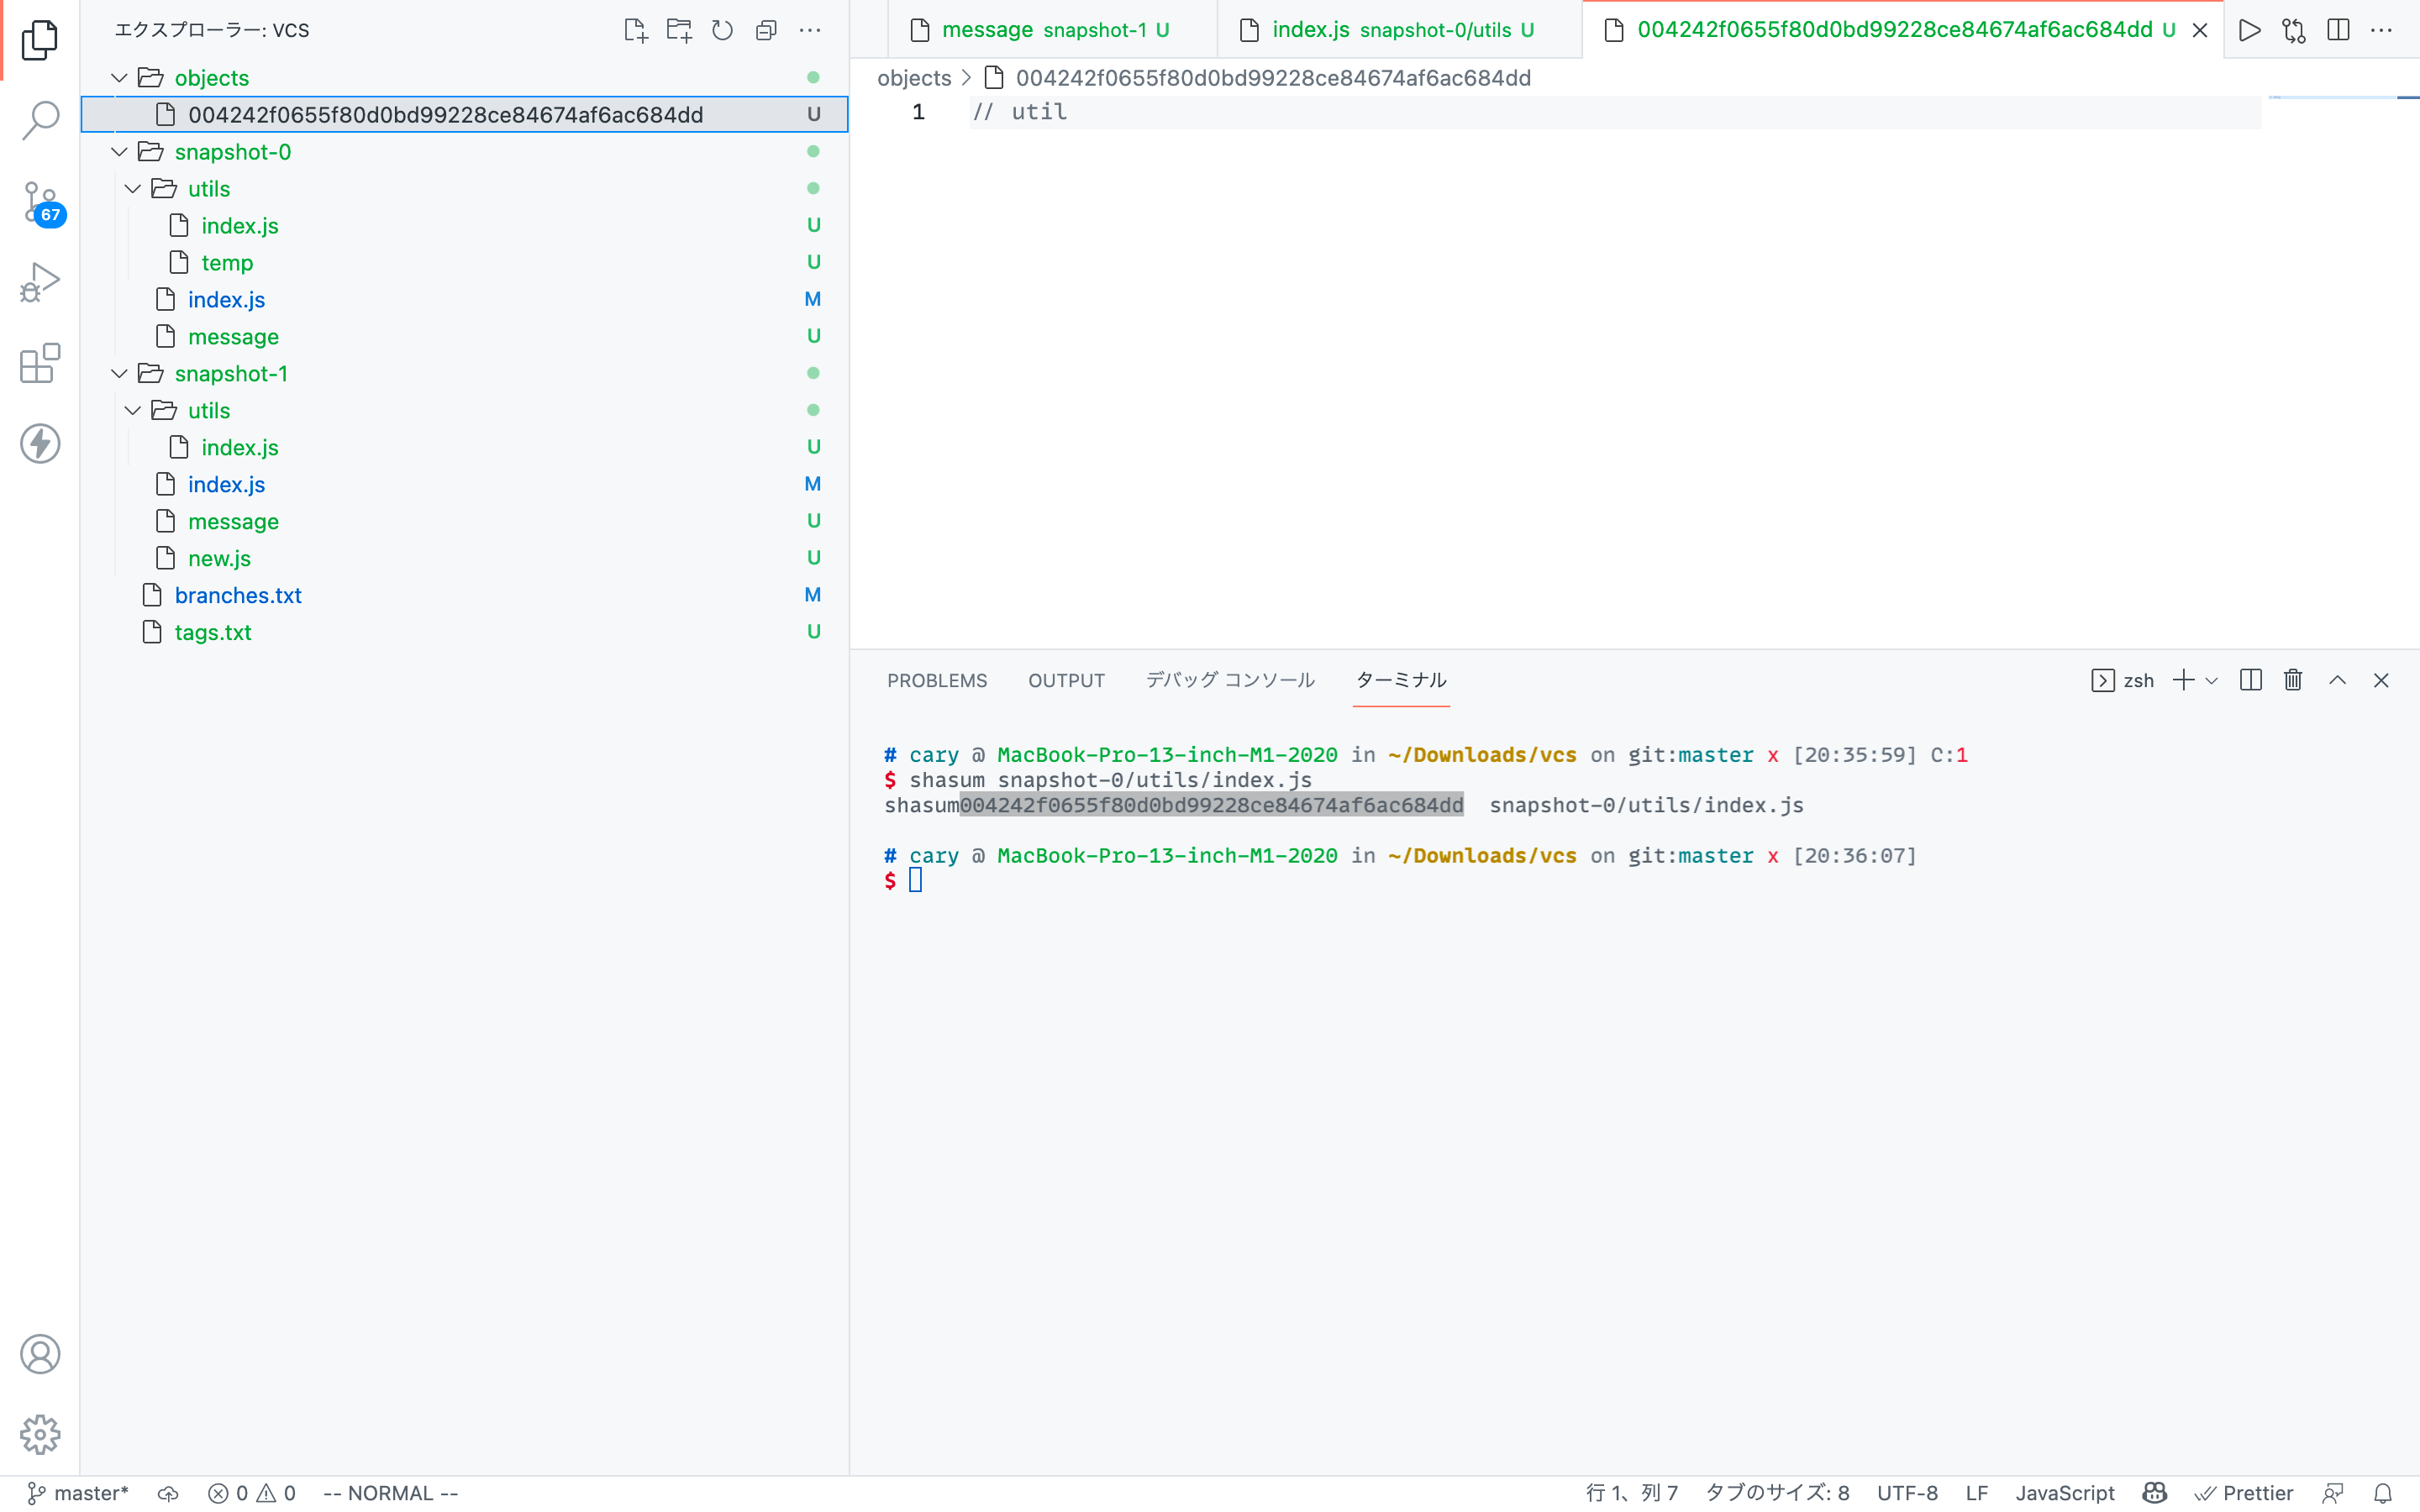 エクスプローラー: VCS
objects
004242f0655f80d0bd99228ce84674af6ac684dd U
snapshot-0
utils
index.js U
temp U
index.js M
message U
snapshot-1
utils
index.js U
index.js M
message U
new.js U
branches.txt M
tags.txt U
67
message snapshot-1 U
index.js snapshot-0/utils U
004242f0655f80d0bd99228ce84674af6ac684dd U
objects > 004242f0655f80d0bd99228ce84674af6ac684dd
1 // util
PROBLEMS OUTPUT デバッグ コンソール ターミナル zsh
# cary @ MacBook-Pro-13-inch-M1-2020 in ~/Downloads/vcs on git:master x [20:35:59] C:1
$ shasum snapshot-0/utils/index.js
shasum004242f0655f80d0bd99228ce84674af6ac684dd snapshot-0/utils/index.js
# cary @ MacBook-Pro-13-inch-M1-2020 in ~/Downloads/vcs on git:master x [20:36:07]
$
master* 0 0 -- NORMAL -- 行 1、列 7 タブのサイズ: 8 UTF-8 LF JavaScript Prettier